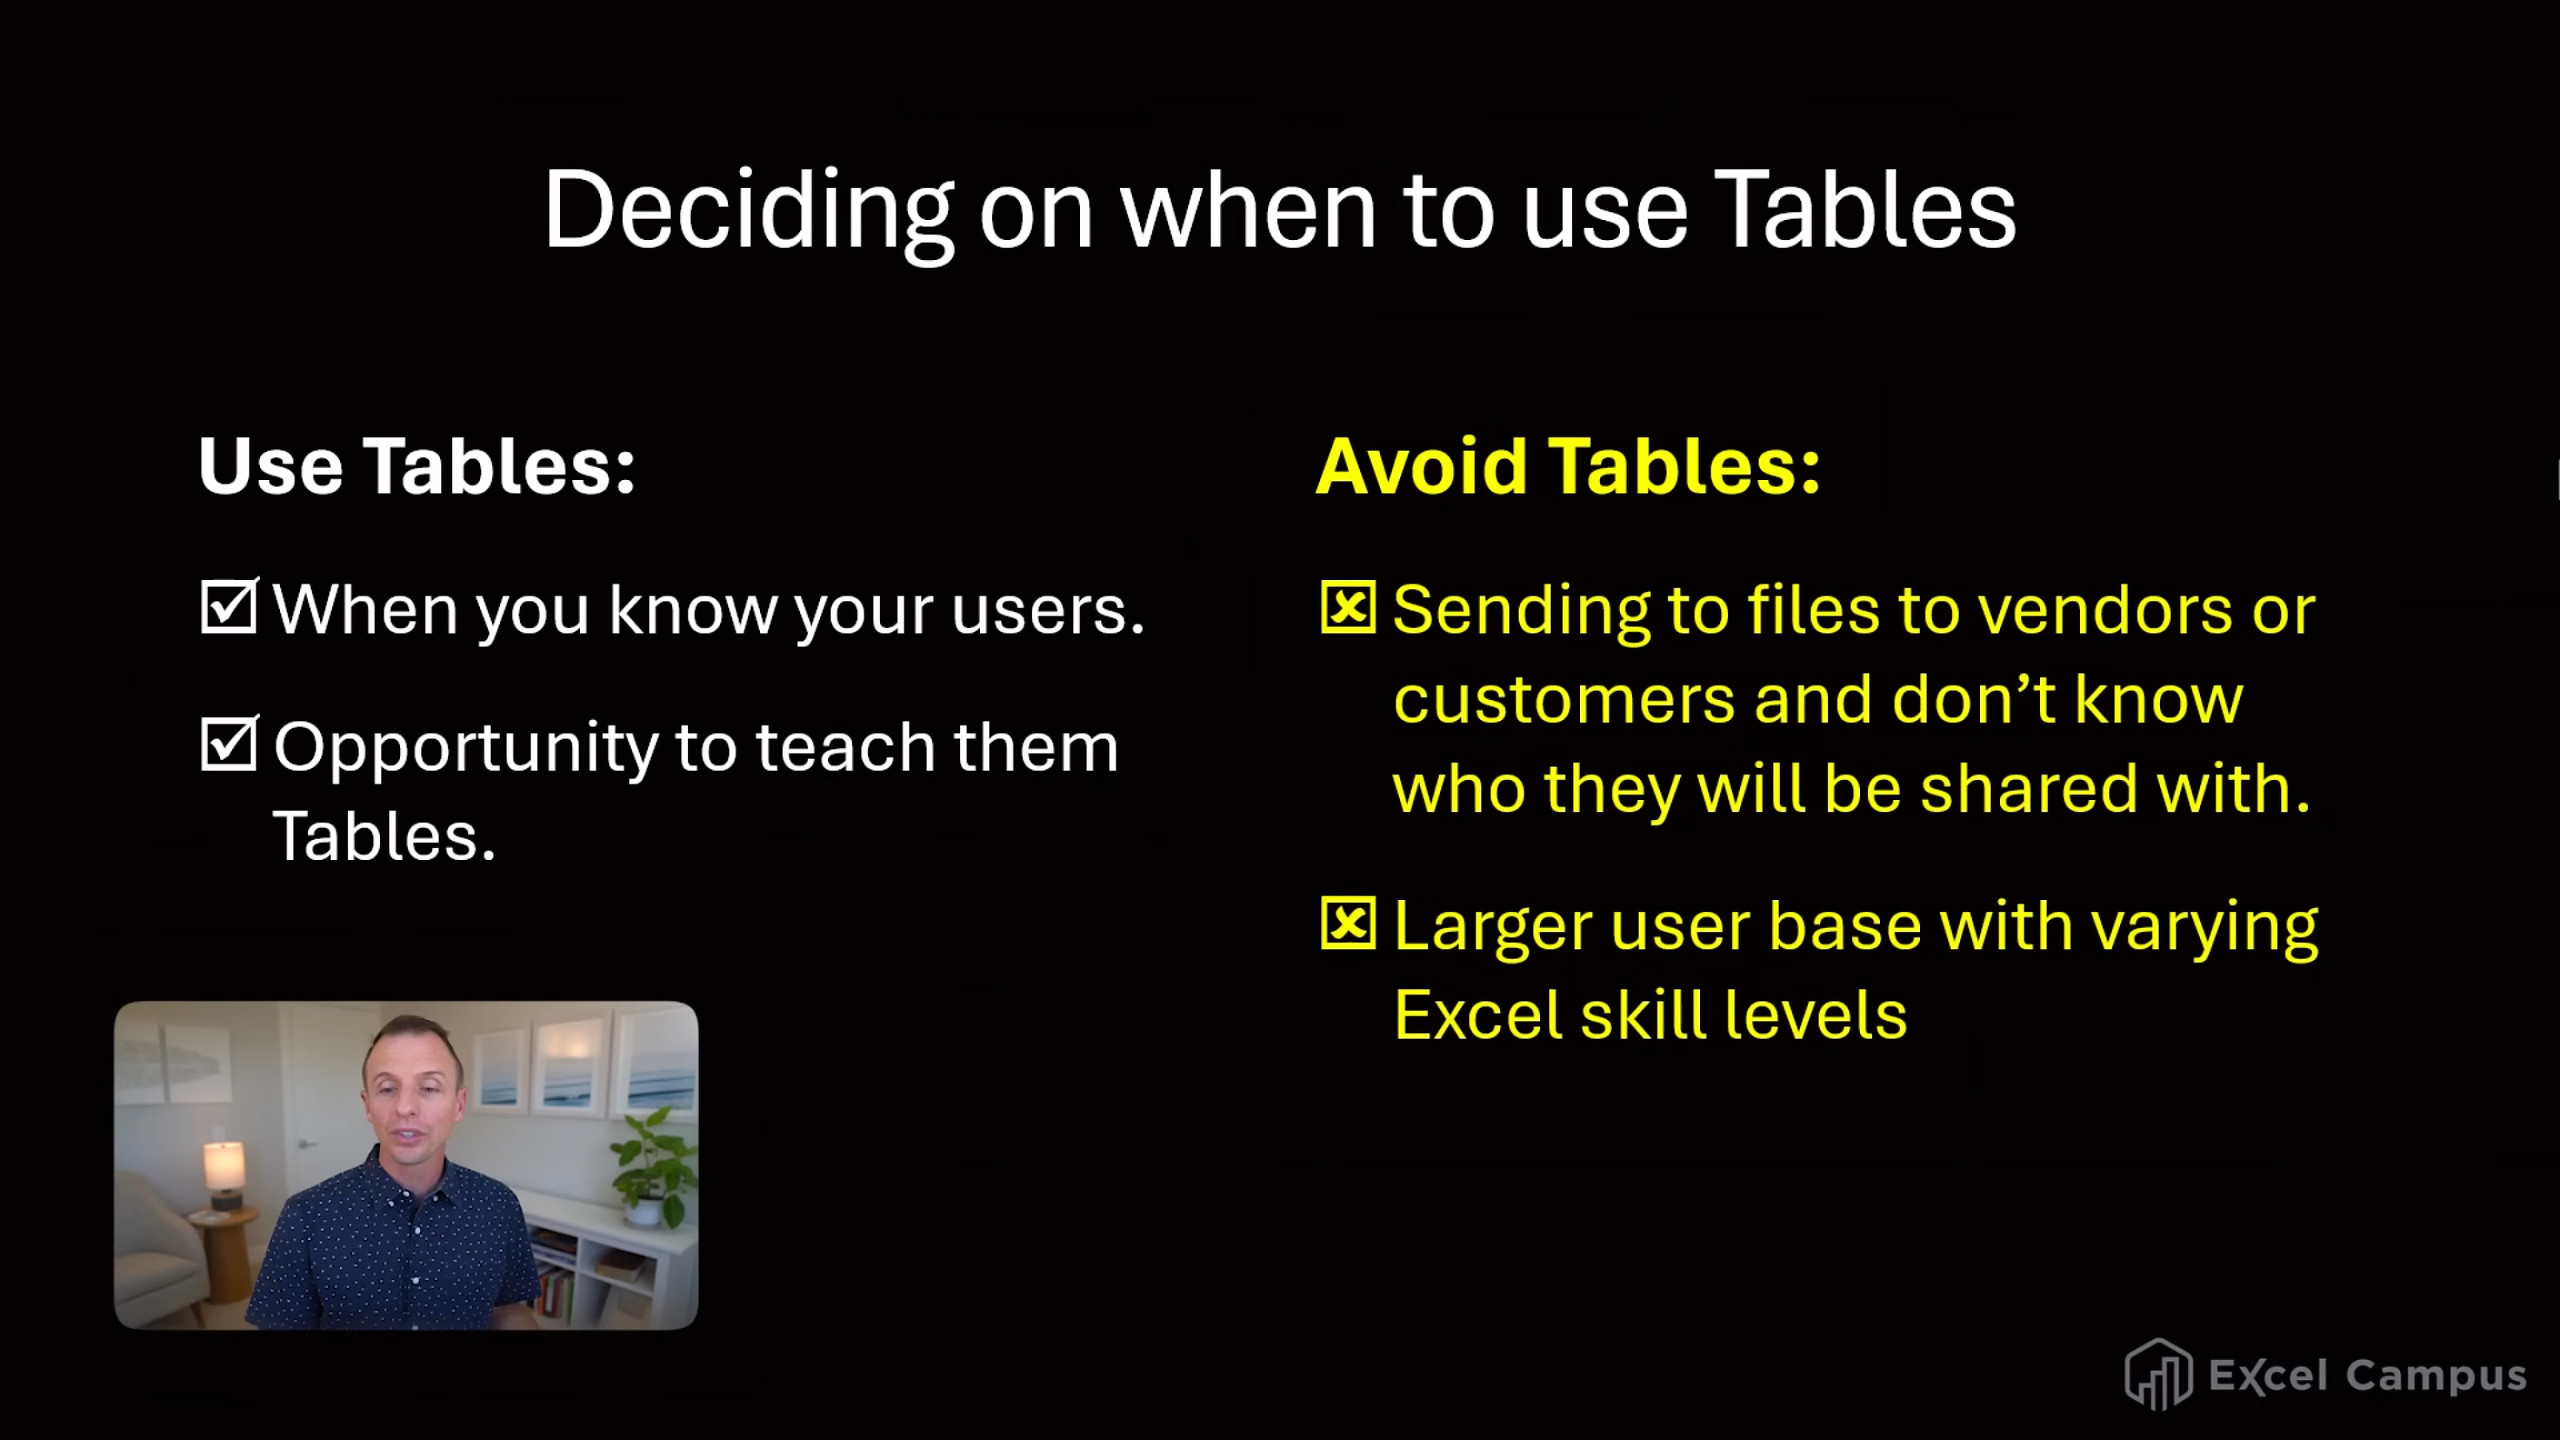 Deciding on when to use Tables
Use Tables:
☑ When you know your users.
☑ Opportunity to teach them
Tables.
Avoid Tables:
☒ Sending to files to vendors or
customers and don’t know
who they will be shared with.
☒ Larger user base with varying
Excel skill levels
Excel Campus